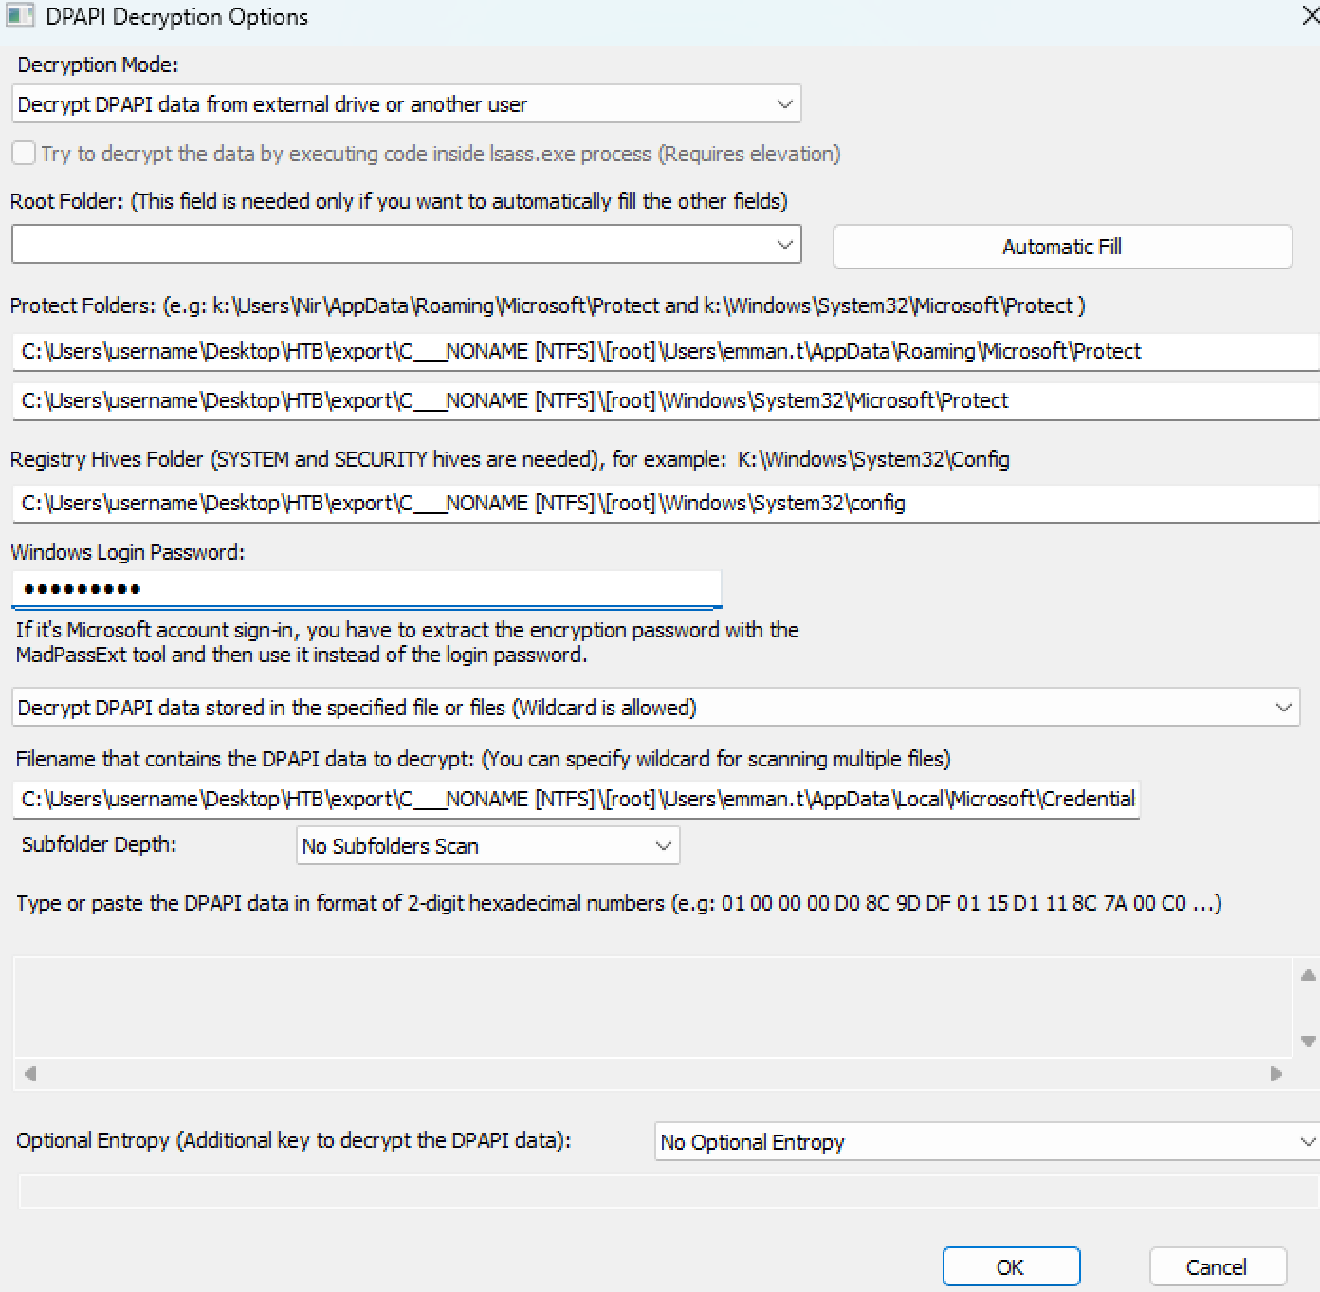 DPAPI Decryption Options
Decryption Mode:
Decrypt DPAPI data from external drive or another user
Try to decrypt the data by executing code inside lsass.exe process (Requires elevation)
Root Folder: (This field is needed only if you want to automatically fill the other fields)
Automatic Fill
Protect Folders: (e.g: k:\Users\Nir\AppData\Roaming\Microsoft\Protect and k:\Windows\System32\Microsoft\Protect )
C:\Users\username\Desktop\HTB\export\C___NONAME [NTFS]\[root]\Users\emman.t\AppData\Roaming\Microsoft\Protect
C:\Users\username\Desktop\HTB\export\C___NONAME [NTFS]\[root]\Windows\System32\Microsoft\Protect
Registry Hives Folder (SYSTEM and SECURITY hives are needed), for example:  K:\Windows\System32\Config
C:\Users\username\Desktop\HTB\export\C___NONAME [NTFS]\[root]\Windows\System32\config
Windows Login Password:
●●●●●●●●●
If it's Microsoft account sign-in, you have to extract the encryption password with the
MadPassExt tool and then use it instead of the login password.
Decrypt DPAPI data stored in the specified file or files (Wildcard is allowed)
Filename that contains the DPAPI data to decrypt: (You can specify wildcard for scanning multiple files)
C:\Users\username\Desktop\HTB\export\C___NONAME [NTFS]\[root]\Users\emman.t\AppData\Local\Microsoft\Credential
Subfolder Depth:
No Subfolders Scan
Type or paste the DPAPI data in format of 2-digit hexadecimal numbers (e.g: 01 00 00 00 D0 8C 9D DF 01 15 D1 11 8C 7A 00 C0 ...)
Optional Entropy (Additional key to decrypt the DPAPI data):
No Optional Entropy
OK
Cancel